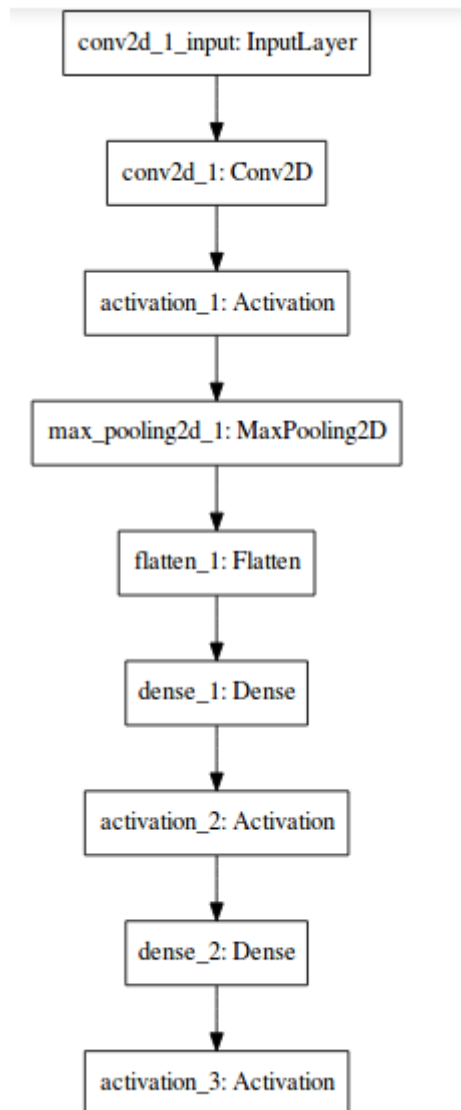 conv2d_1_input: InputLayer
conv2d_1: Conv2D
activation_1: Activation
max_pooling2d_1: MaxPooling2D
flatten_1: Flatten
dense_1: Dense
activation_2: Activation
dense_2: Dense
activation_3: Activation